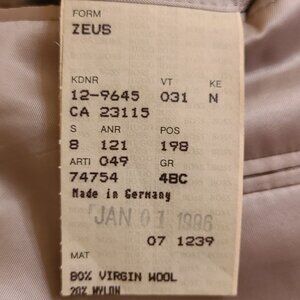 FORM
ZEUS
KDNR VT KE
12-9645 031 N
CA 23115
S ANR POS
8 121 198
ARTI 049 GR
74754 48C
Made in Germany
JAN 01 1986
07 1239
MAT
80% VIRGIN WOOL
20% NYLON